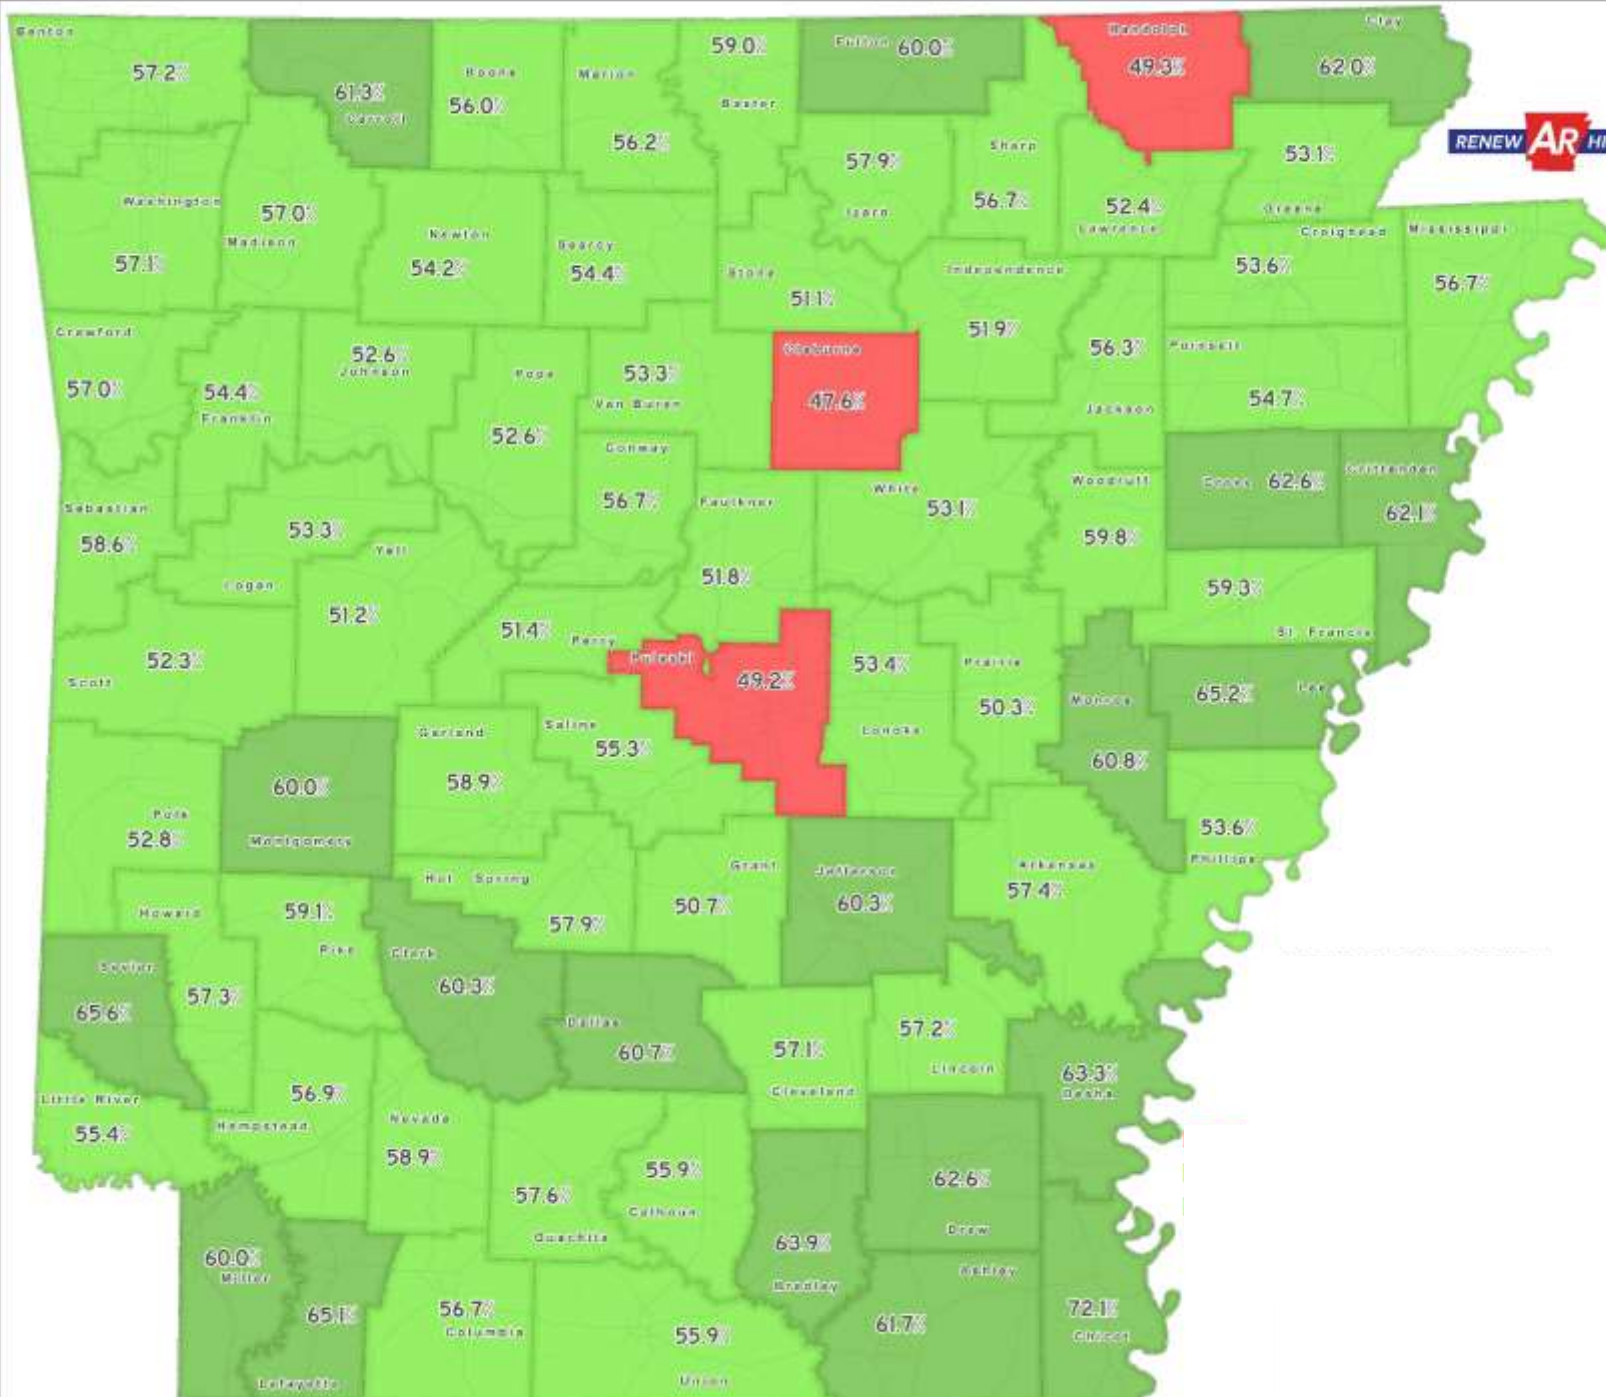 Benton
57.2%
61.3%
Carroll
Boone
56.0%
Marion
56.2%
59.0%
Baxter
Fulton 60.0%
Randolph
49.3%
Clay
62.0%
RENEW AR HI
57.9%
Izard
Sharp
56.7%
52.4%
Lawrence
53.1%
Greene
Washington
57.1%
57.0%
Madison
Newton
54.2%
Searcy
54.4%
Stone
51.1%
Independence
51.9%
Craighead
53.6%
Mississippi
56.7%
Crawford
57.0%
54.4%
Franklin
52.6%
Johnson
Pope
52.6%
53.3%
Van Buren
Cleburne
47.6%
56.3%
Jackson
Poinsett
54.7%
Conway
56.7%
Faulkner
51.8%
White
53.1%
Woodruff
59.8%
Cross 62.6%
Crittenden
62.1%
Sebastian
58.6%
53.3%
Logan
Yell
51.2%
51.4%
Perry
Pulaski
49.2%
53.4%
Lonoke
Prairie
50.3%
Monroe
60.8%
59.3%
St. Francis
65.2% Lee
52.3%
Scott
Polk
52.8%
60.0%
Montgomery
Garland
58.9%
Saline
55.3%
Hot Spring
57.9%
Grant
50.7%
Jefferson
60.3%
Arkansas
57.4%
53.6%
Phillips
Howard
57.3%
59.1%
Pike
Clark
60.3%
Sevier
65.6%
Dallas
60.7%
57.1%
Cleveland
57.2%
Lincoln
63.3%
Desha
Little River
55.4%
56.9%
Hempstead
Nevada
58.9%
57.6%
Ouachita
55.9%
Calhoun
63.9%
Bradley
62.6%
Drew
Ashley
61.7%
72.1%
Chicot
60.0%
Miller
65.1%
Lafayette
56.7%
Columbia
55.9%
Union